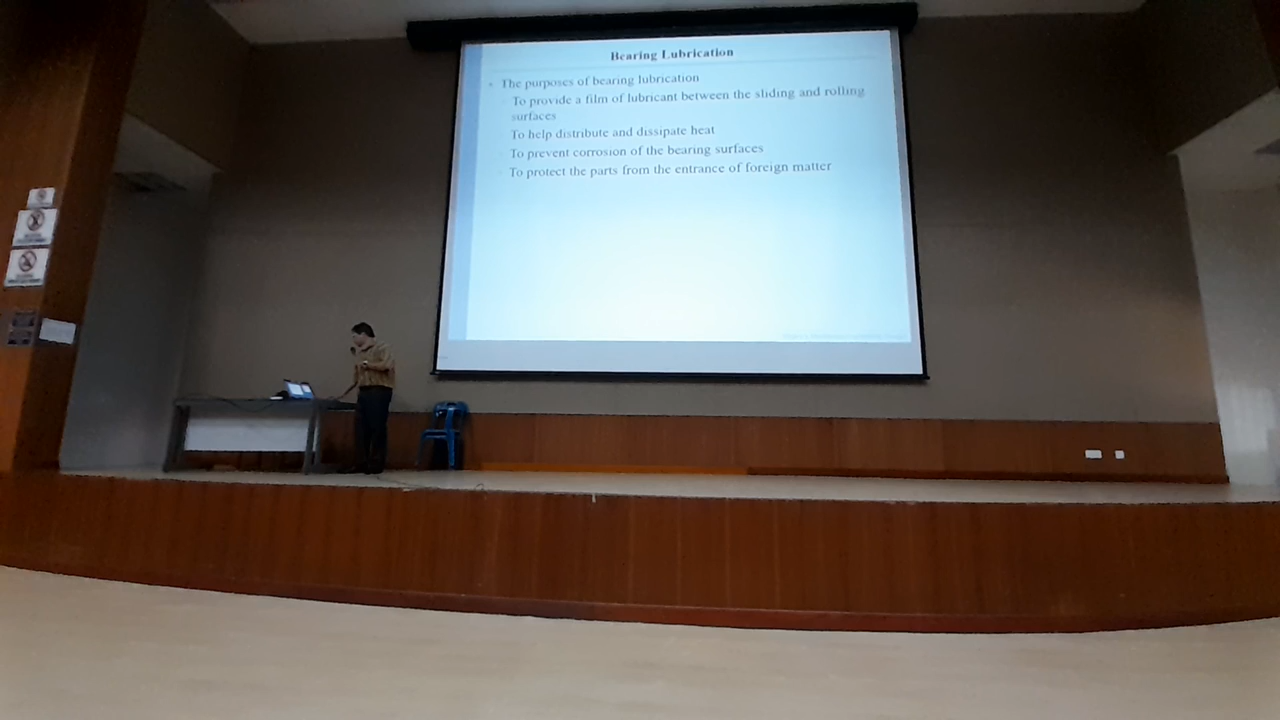 Bearing Lubrication
The purposes of bearing lubrication
To provide a film of lubricant between the sliding and rolling
surfaces
To help distribute and dissipate heat
To prevent corrosion of the bearing surfaces
To protect the parts from the entrance of foreign matter